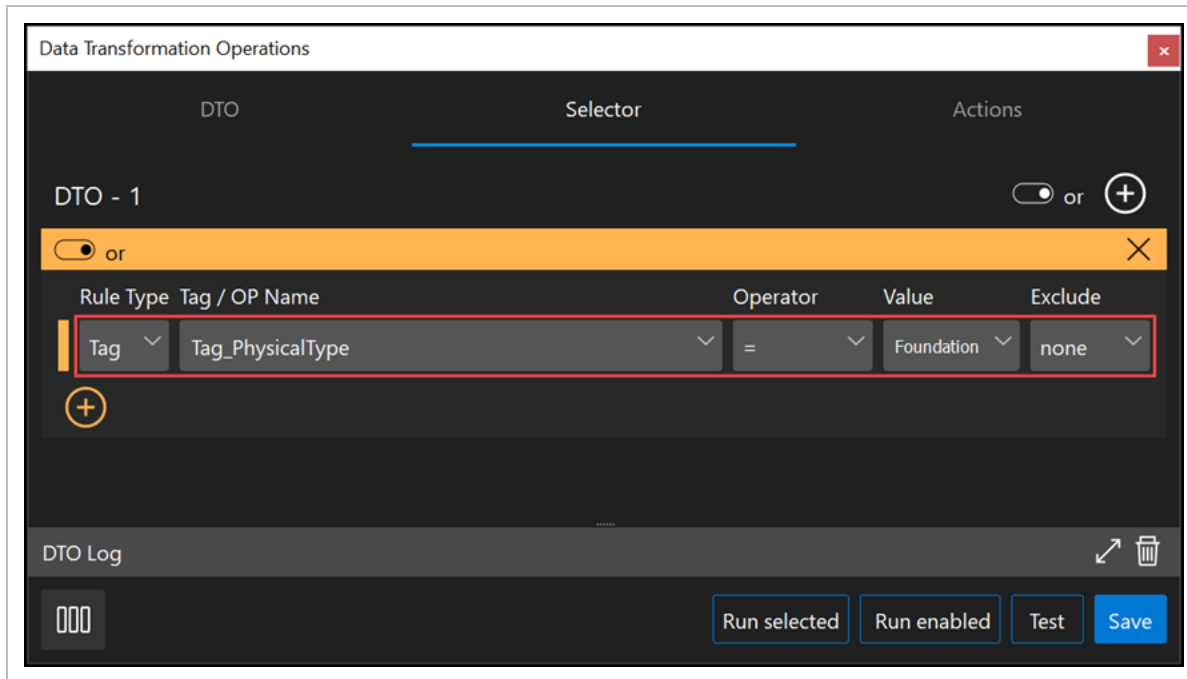 Data Transformation Operations
DTO Selector Actions
DTO - 1 or
or
Rule Type Tag / OP Name Operator Value Exclude
Tag Tag_PhysicalType = Foundation none
DTO Log
Run selected Run enabled Test Save